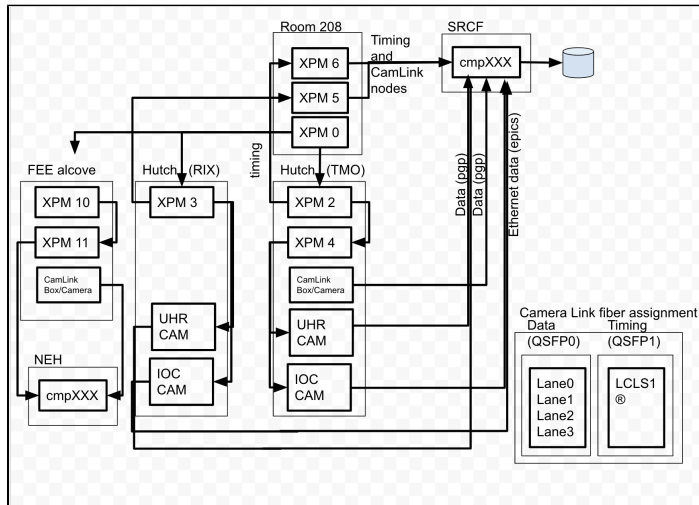 Room 208
SRCF
XPM 6
XPM 5
XPM 0
Timing
and
CamLink
nodes
cmpXXX
FEE alcove
Hutch (RIX)
timing
Hutch (TMO)
Data (pgp)
Data (pgp)
Ethernet data (epics)
XPM 10
XPM 11
CamLink
Box/Camera
XPM 3
XPM 2
XPM 4
CamLink
Box/Camera
UHR
CAM
IOC
CAM
UHR
CAM
IOC
CAM
NEH
cmpXXX
Camera Link fiber assignment
Data
(QSFP0)
Timing
(QSFP1)
Lane0
Lane1
Lane2
Lane3
LCLS1
®